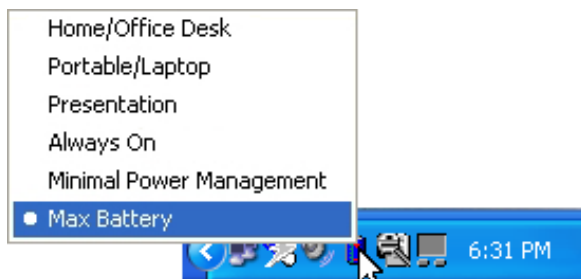 Home/Office Desk
Portable/Laptop
Presentation
Always On
Minimal Power Management
Max Battery
6:31 PM